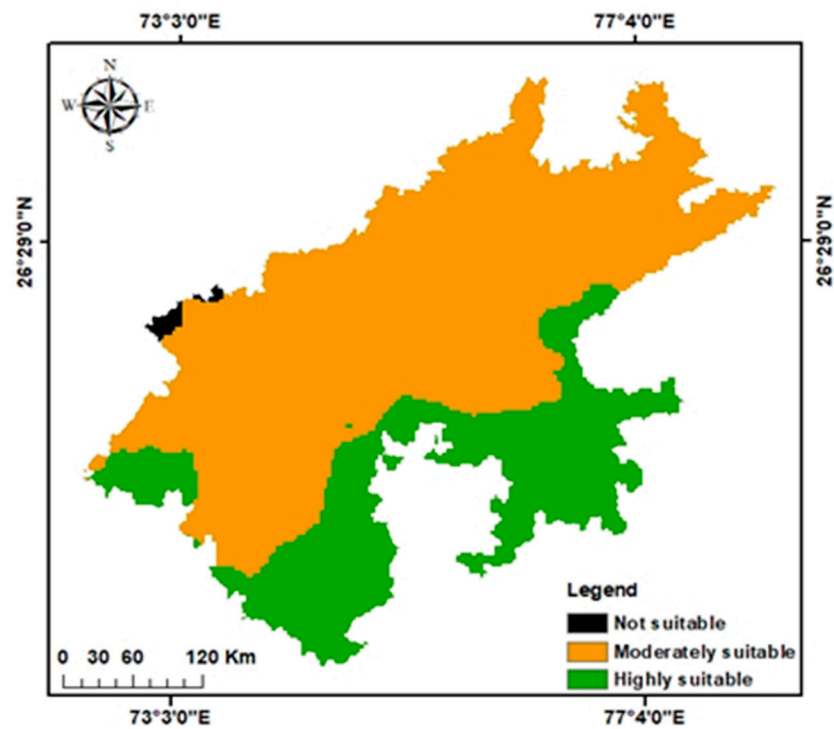 73°3'0"E 77°4'0"E
N
W E
S
26°29'0"N 26°29'0"N
Legend
Not suitable
Moderately suitable
Highly suitable
0 30 60 120 Km
73°3'0"E 77°4'0"E